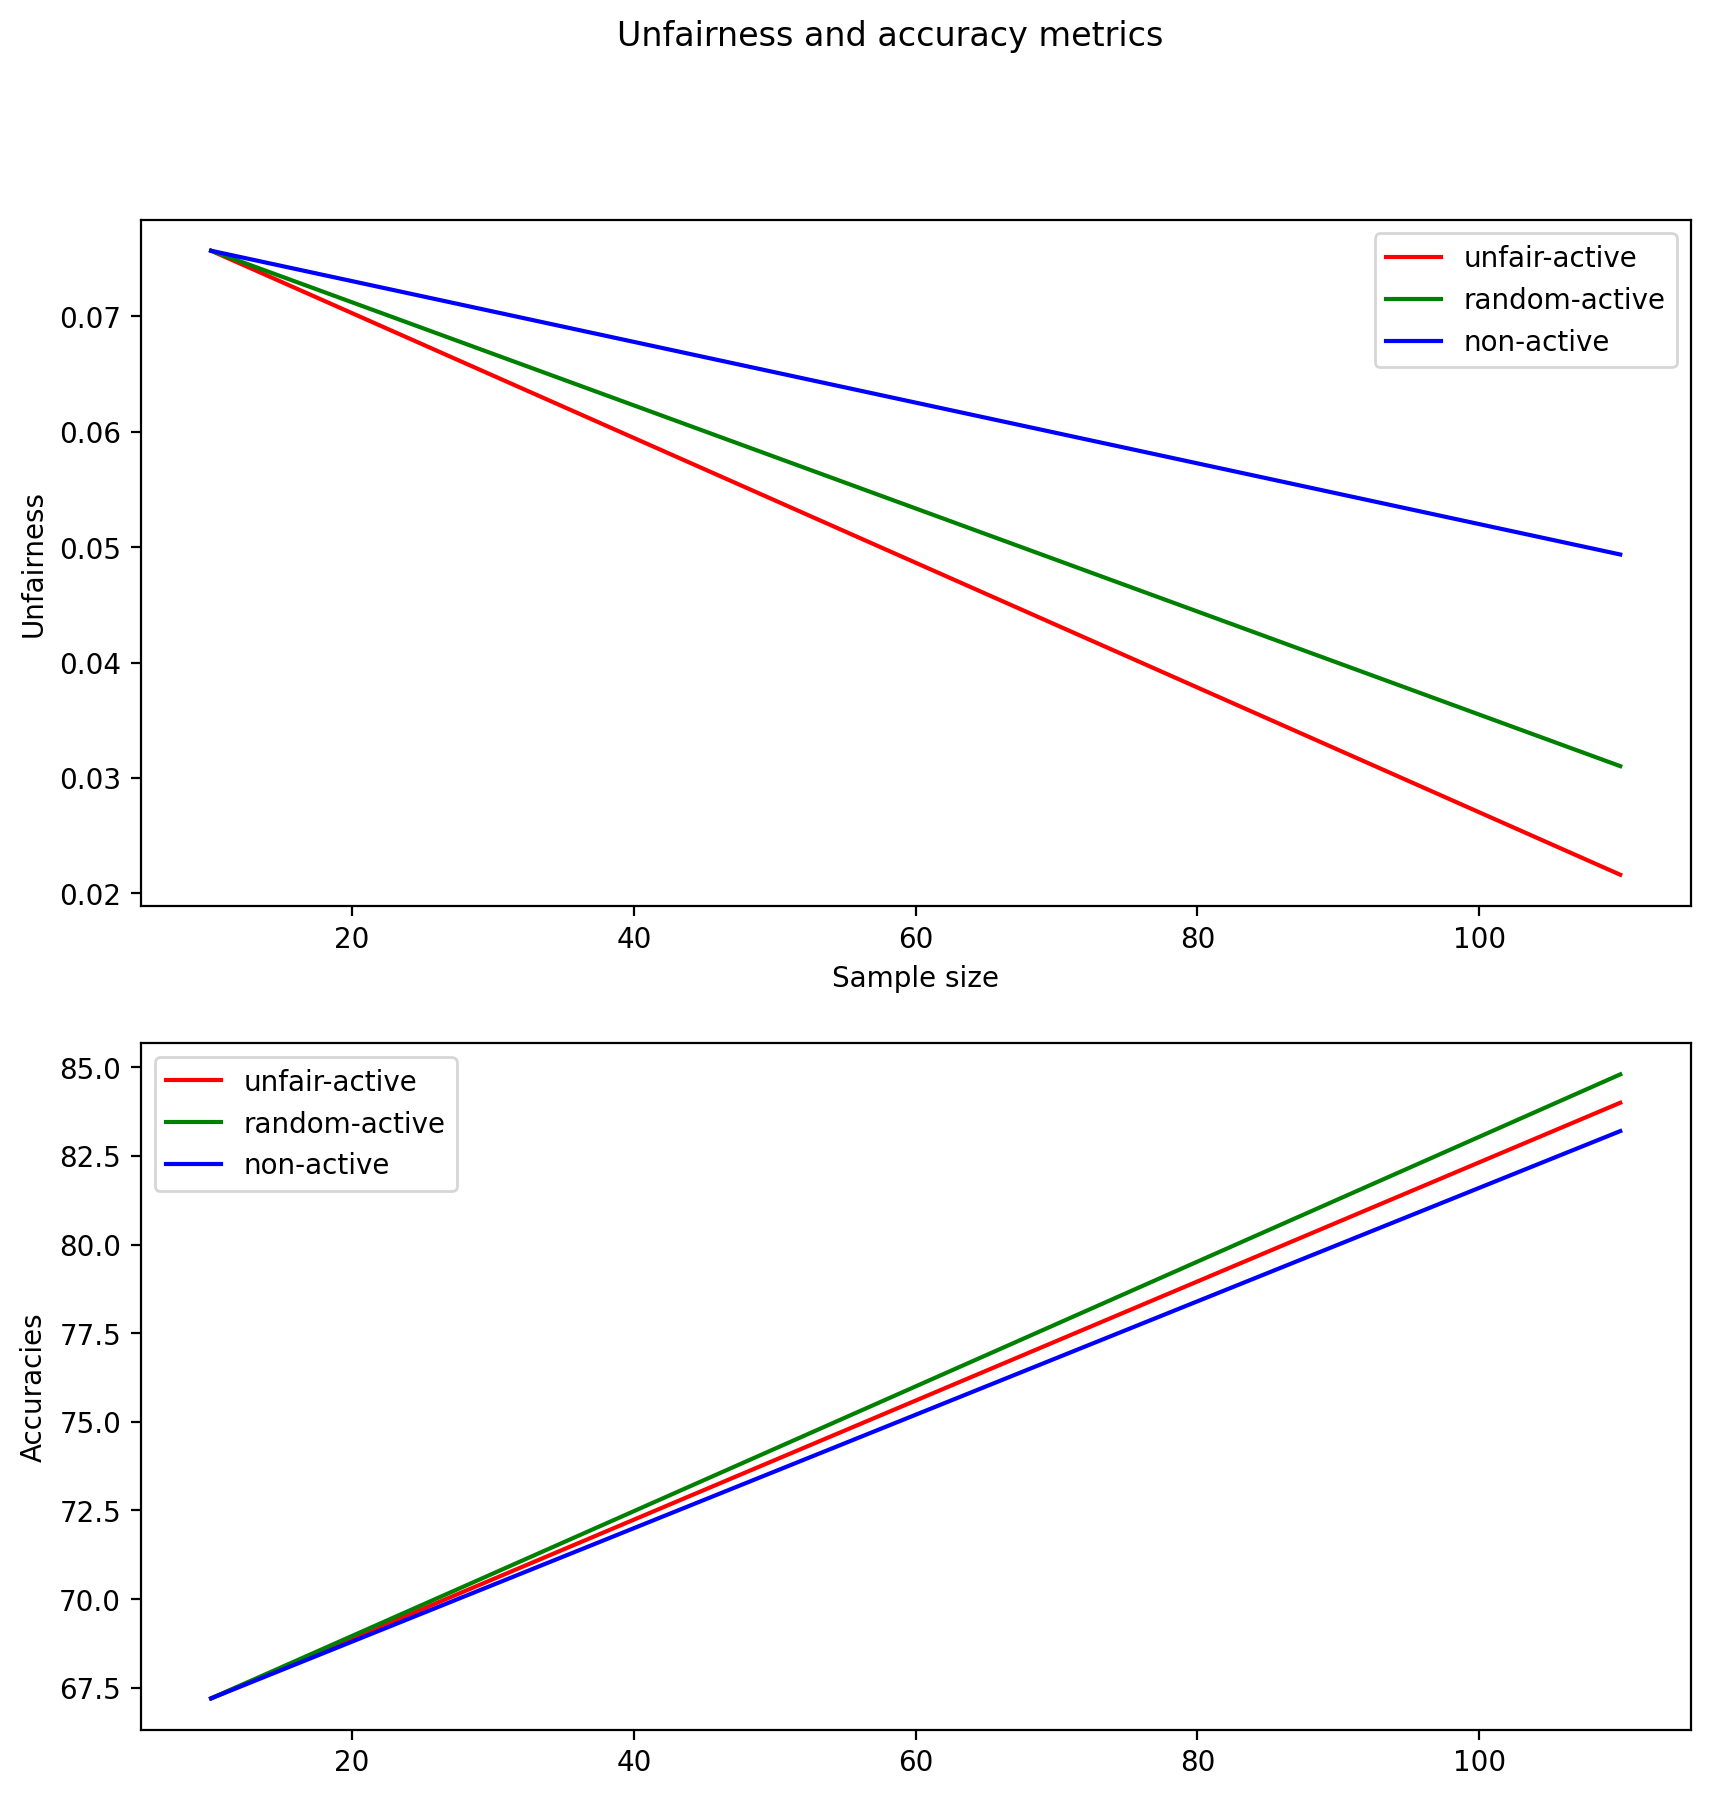 Unfairness and accuracy metrics
unfair-active
random-active
non-active
0.07
0.06
0.05
0.04
0.03
0.02
Unfairness
20 40 60 80 100
Sample size
unfair-active
random-active
non-active
85.0
82.5
80.0
77.5
75.0
72.5
70.0
67.5
Accuracies
20 40 60 80 100